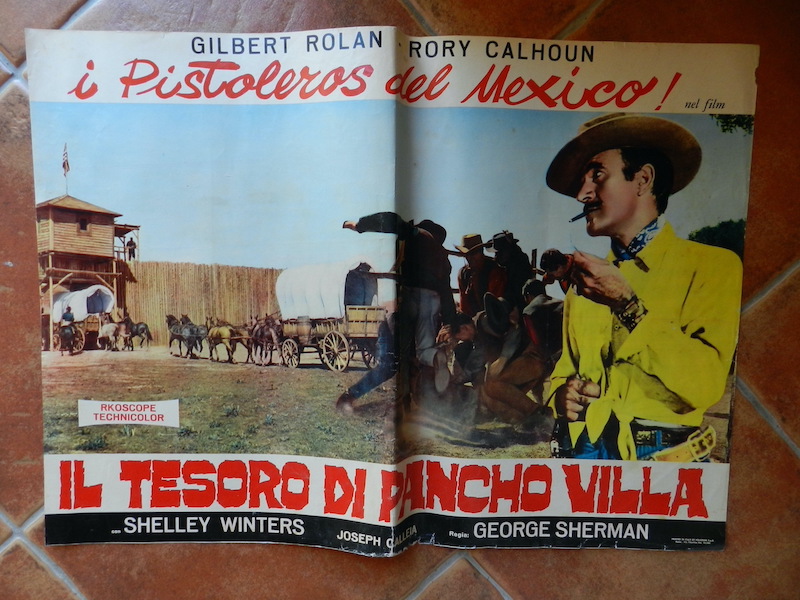 GILBERT ROLAN RORY CALHOUN
i Pistoleros del Mexico!
nel film
RKOSCOPE
TECHNICOLOR
IL TESORO DI PANCHO VILLA
con SHELLEY WINTERS JOSEPH CALLEIA Regia: GEORGE SHERMAN